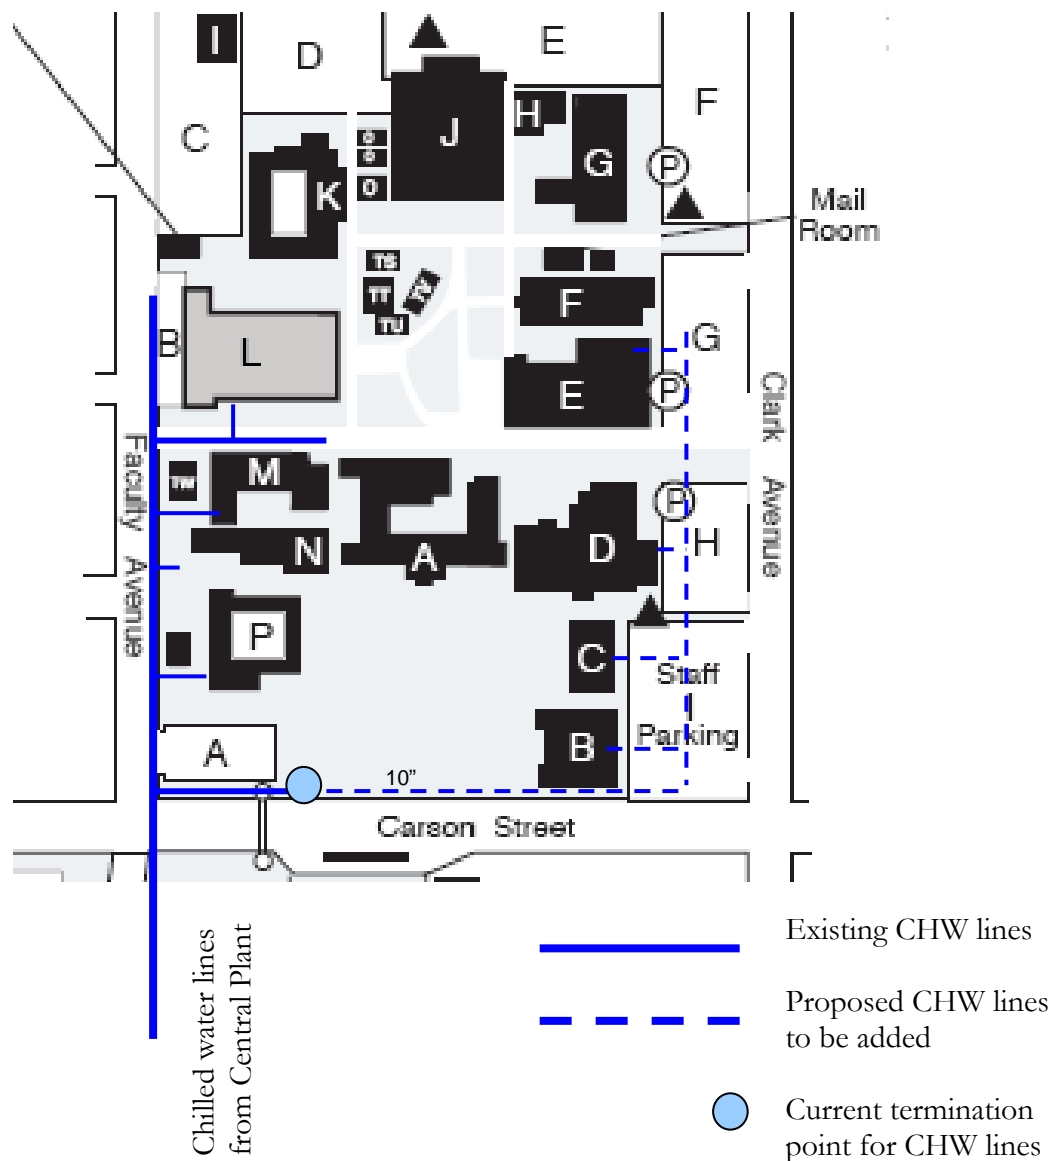 I
D
E
C
F
H
J
G
P
K
O
Mail
Room
TS
TT
TV
TU
F
B
L
G
E
P
Clark Avenue
Faculty Avenue
M
TW
P
N
A
D
H
P
C
Staff
Parking
A
B
10”
Carson Street
Chilled water lines
from Central Plant
Existing CHW lines
Proposed CHW lines
to be added
Current termination
point for CHW lines